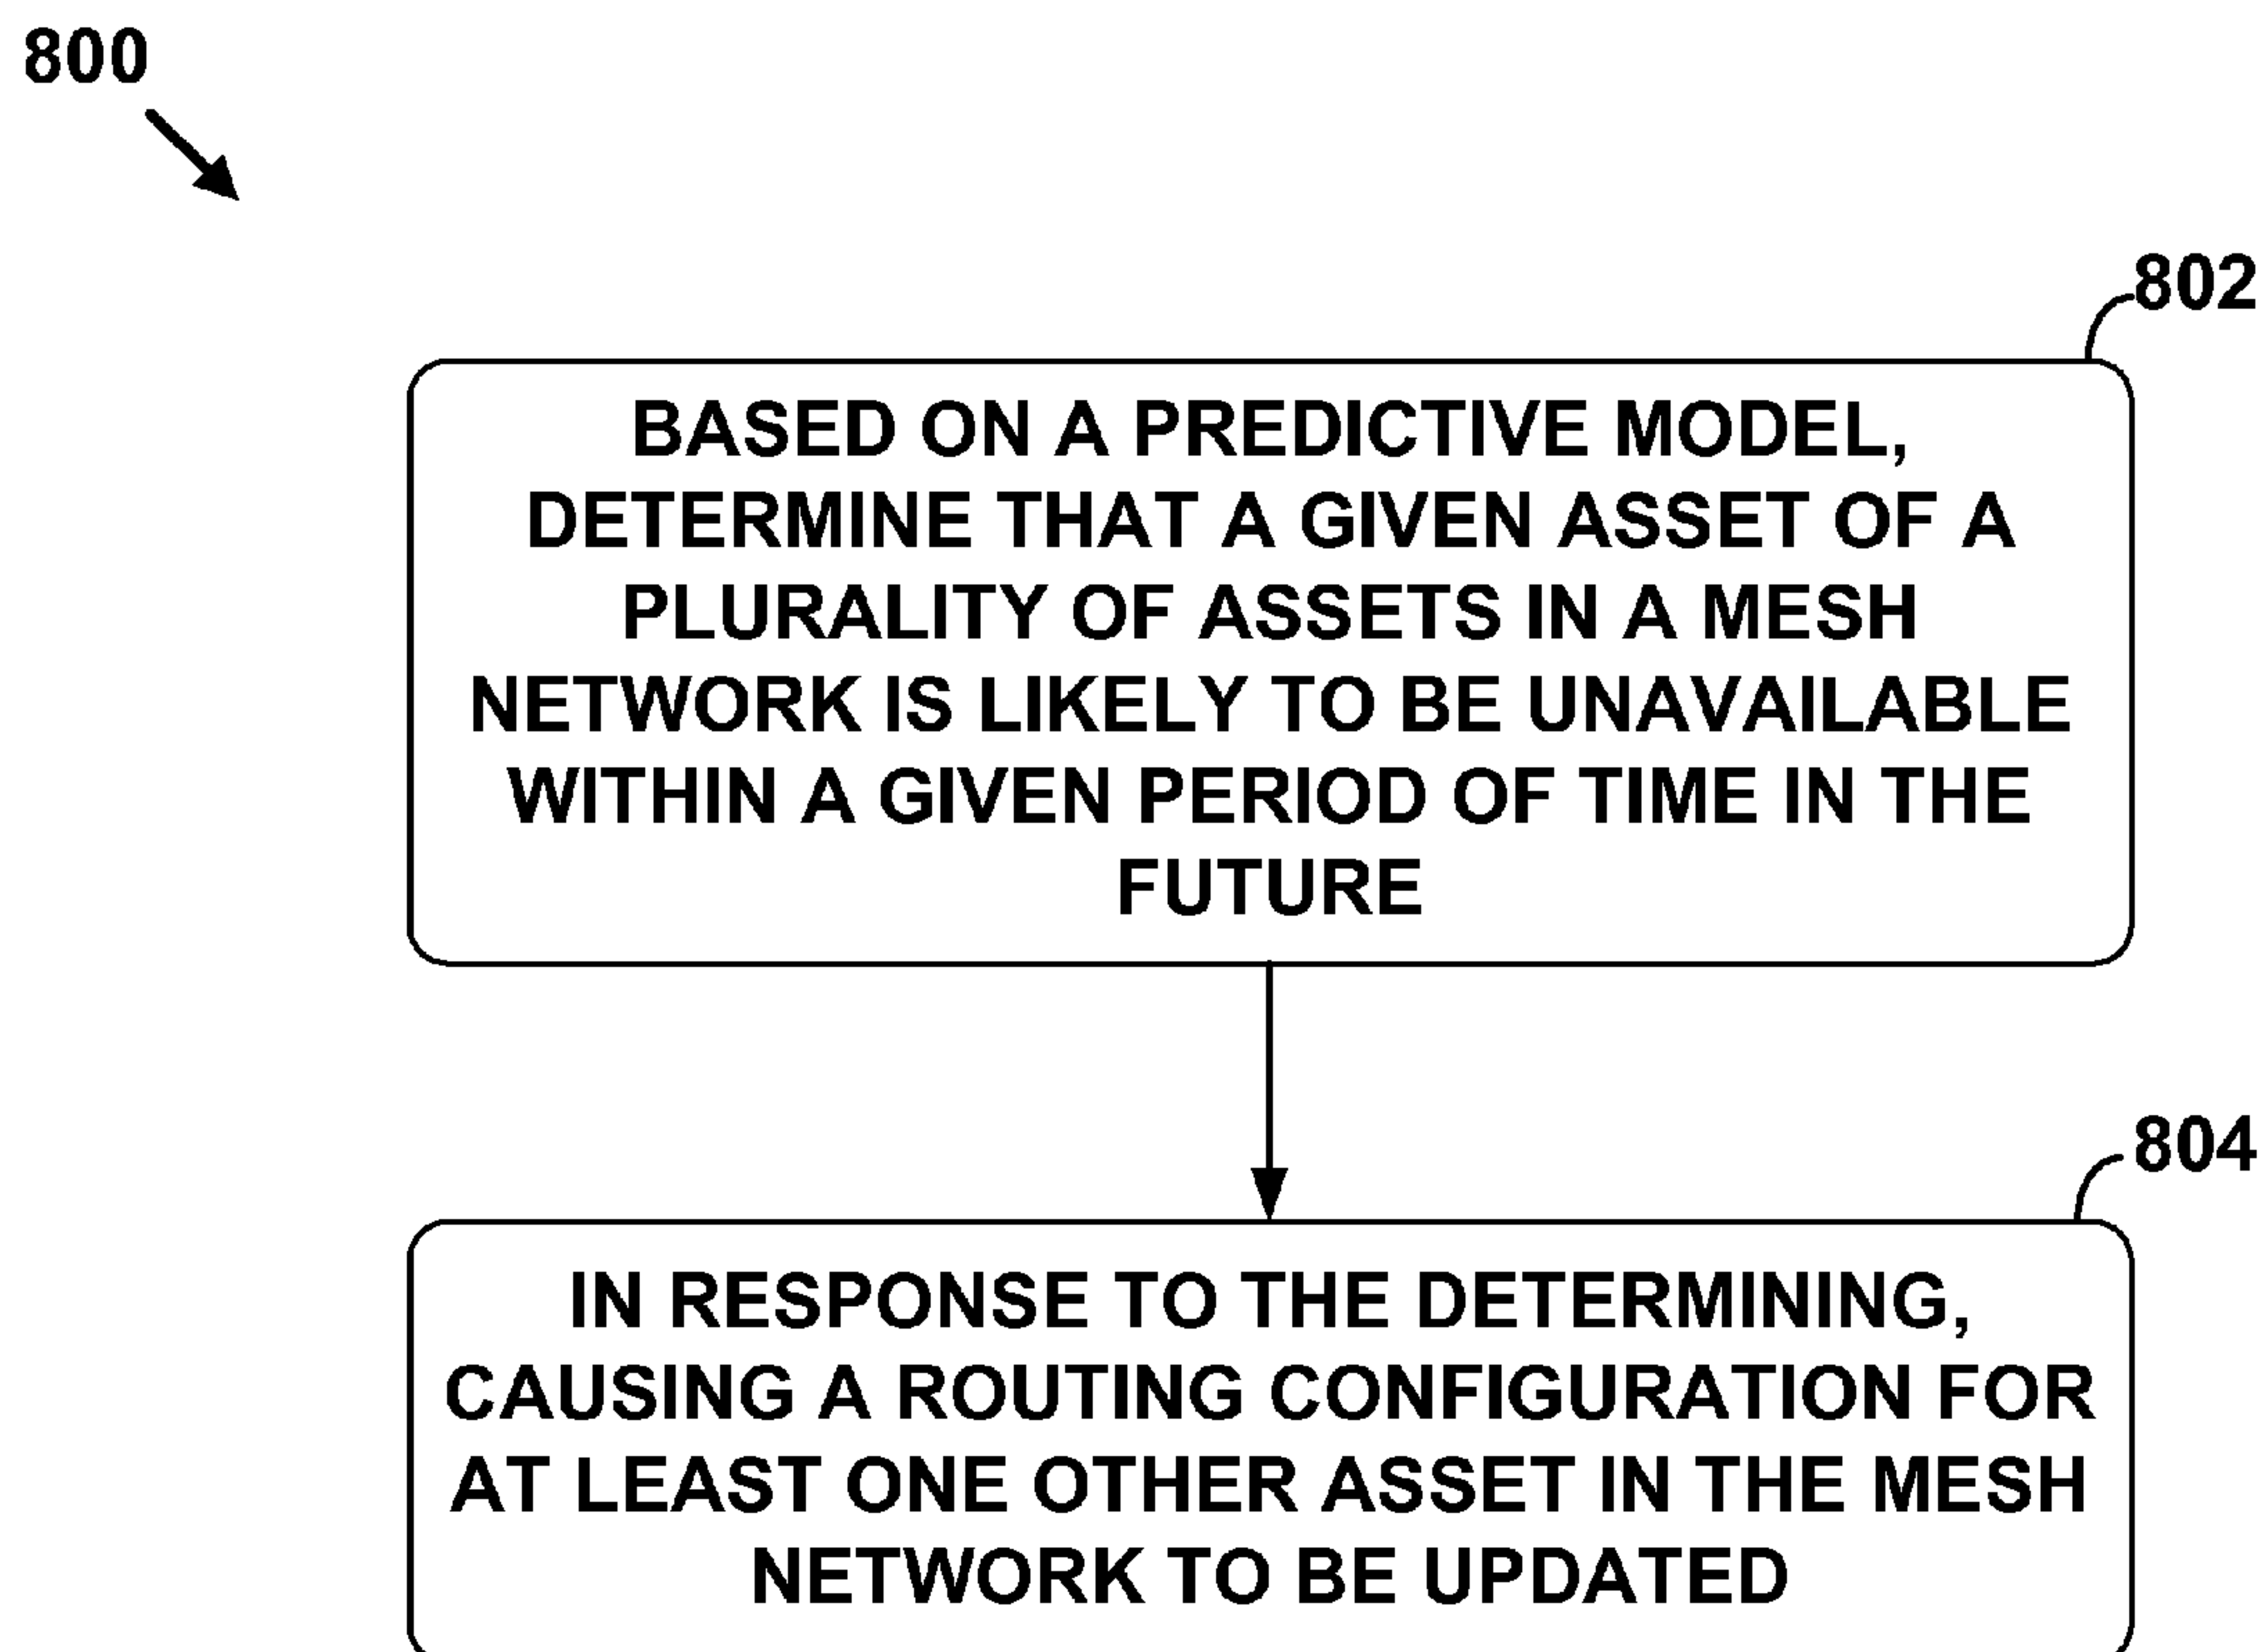 800
802
BASED ON A PREDICTIVE MODEL,
DETERMINE THAT A GIVEN ASSET OF A
PLURALITY OF ASSETS IN A MESH
NETWORK IS LIKELY TO BE UNAVAILABLE
WITHIN A GIVEN PERIOD OF TIME IN THE
FUTURE
804
IN RESPONSE TO THE DETERMINING,
CAUSING A ROUTING CONFIGURATION FOR
AT LEAST ONE OTHER ASSET IN THE MESH
NETWORK TO BE UPDATED